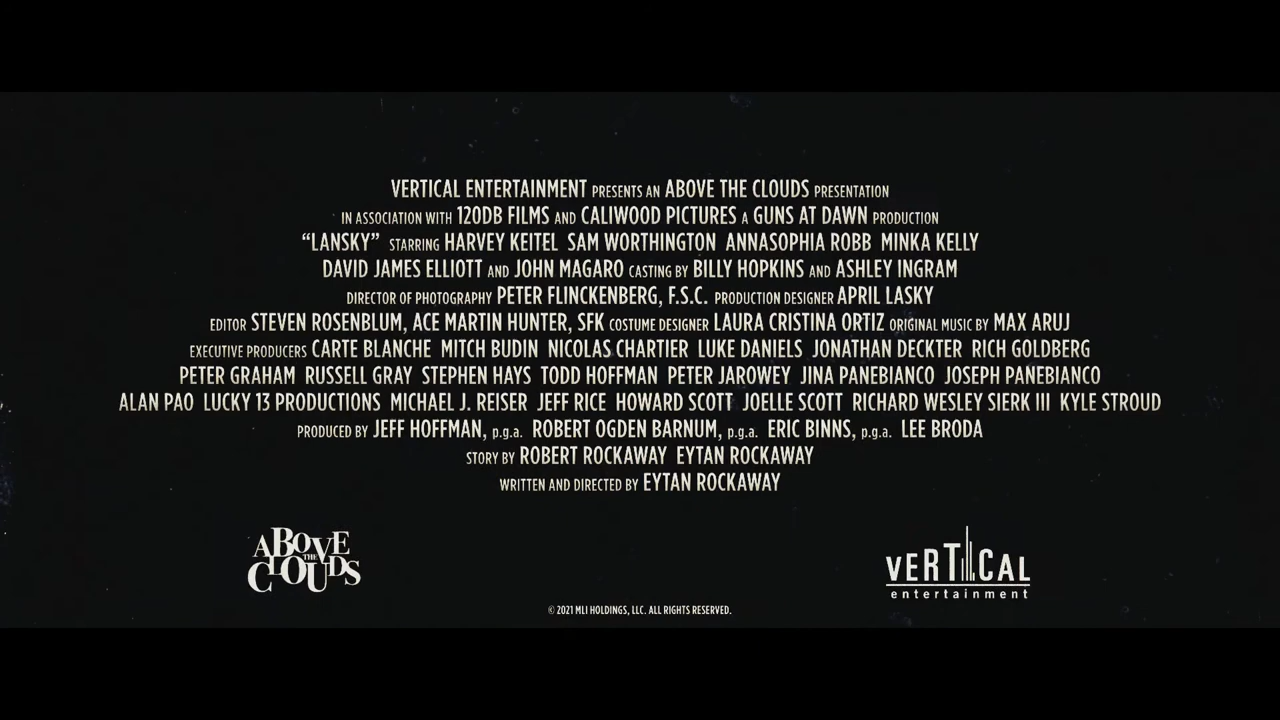 VERTICAL ENTERTAINMENT PRESENTS AN ABOVE THE CLOUDS PRESENTATION
IN ASSOCIATION WITH 120DB FILMS AND CALIWOOD PICTURES A GUNS AT DAWN PRODUCTION
“LANSKY” STARRING HARVEY KEITEL SAM WORTHINGTON ANNASOPHIA ROBB MINKA KELLY
DAVID JAMES ELLIOTT AND JOHN MAGARO CASTING BY BILLY HOPKINS AND ASHLEY INGRAM
DIRECTOR OF PHOTOGRAPHY PETER FLINCKENBERG, F.S.C. PRODUCTION DESIGNER APRIL LASKY
EDITOR STEVEN ROSENBLUM, ACE MARTIN HUNTER, SFK COSTUME DESIGNER LAURA CRISTINA ORTIZ ORIGINAL MUSIC BY MAX ARUJ
EXECUTIVE PRODUCERS CARTE BLANCHE MITCH BUDIN NICOLAS CHARTIER LUKE DANIELS JONATHAN DECKTER RICH GOLDBERG
PETER GRAHAM RUSSELL GRAY STEPHEN HAYS TODD HOFFMAN PETER JAROWEY JINA PANEBIANCO JOSEPH PANEBIANCO
ALAN PAO LUCKY 13 PRODUCTIONS MICHAEL J. REISER JEFF RICE HOWARD SCOTT JOELLE SCOTT RICHARD WESLEY SIERK III KYLE STROUD
PRODUCED BY JEFF HOFFMAN, p.g.a. ROBERT OGDEN BARNUM, p.g.a. ERIC BINNS, p.g.a. LEE BRODA
STORY BY ROBERT ROCKAWAY EYTAN ROCKAWAY
WRITTEN AND DIRECTED BY EYTAN ROCKAWAY
ABOVE
THE
CLOUDS
VERTICAL
entertainment
© 2021 MLI HOLDINGS, LLC. ALL RIGHTS RESERVED.